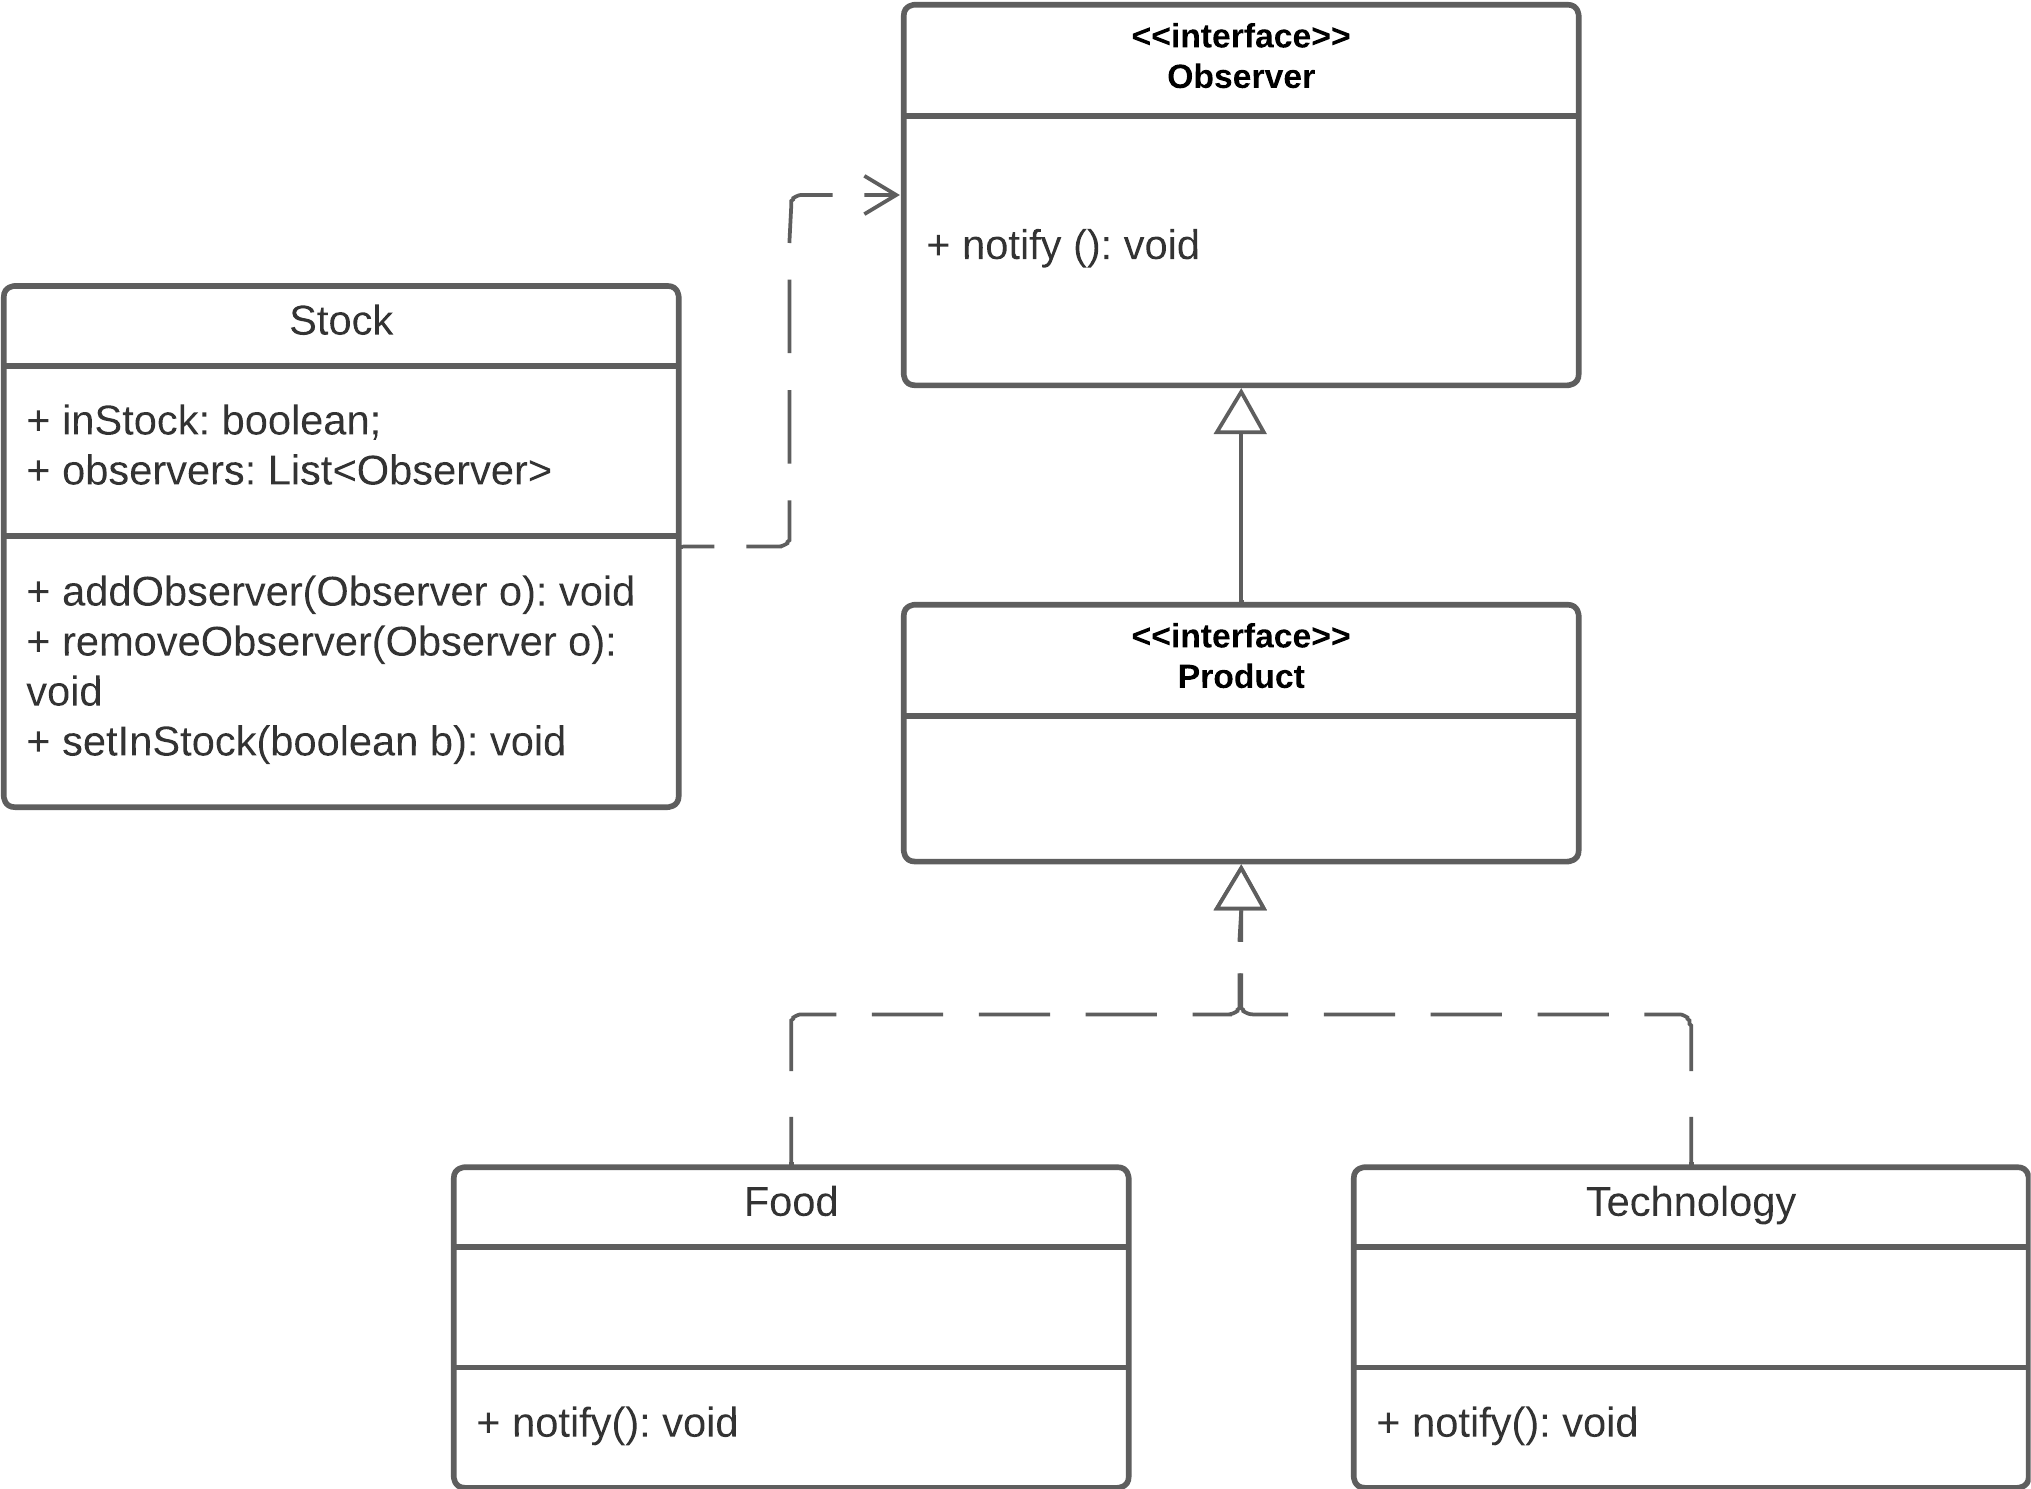 <<interface>>
Observer
+ notify (): void
Stock
+ inStock: boolean;
+ observers: List<Observer>
+ addObserver(Observer o): void
+ removeObserver(Observer o):
void
+ setInStock(boolean b): void
<<interface>>
Product
Food
+ notify(): void
Technology
+ notify(): void